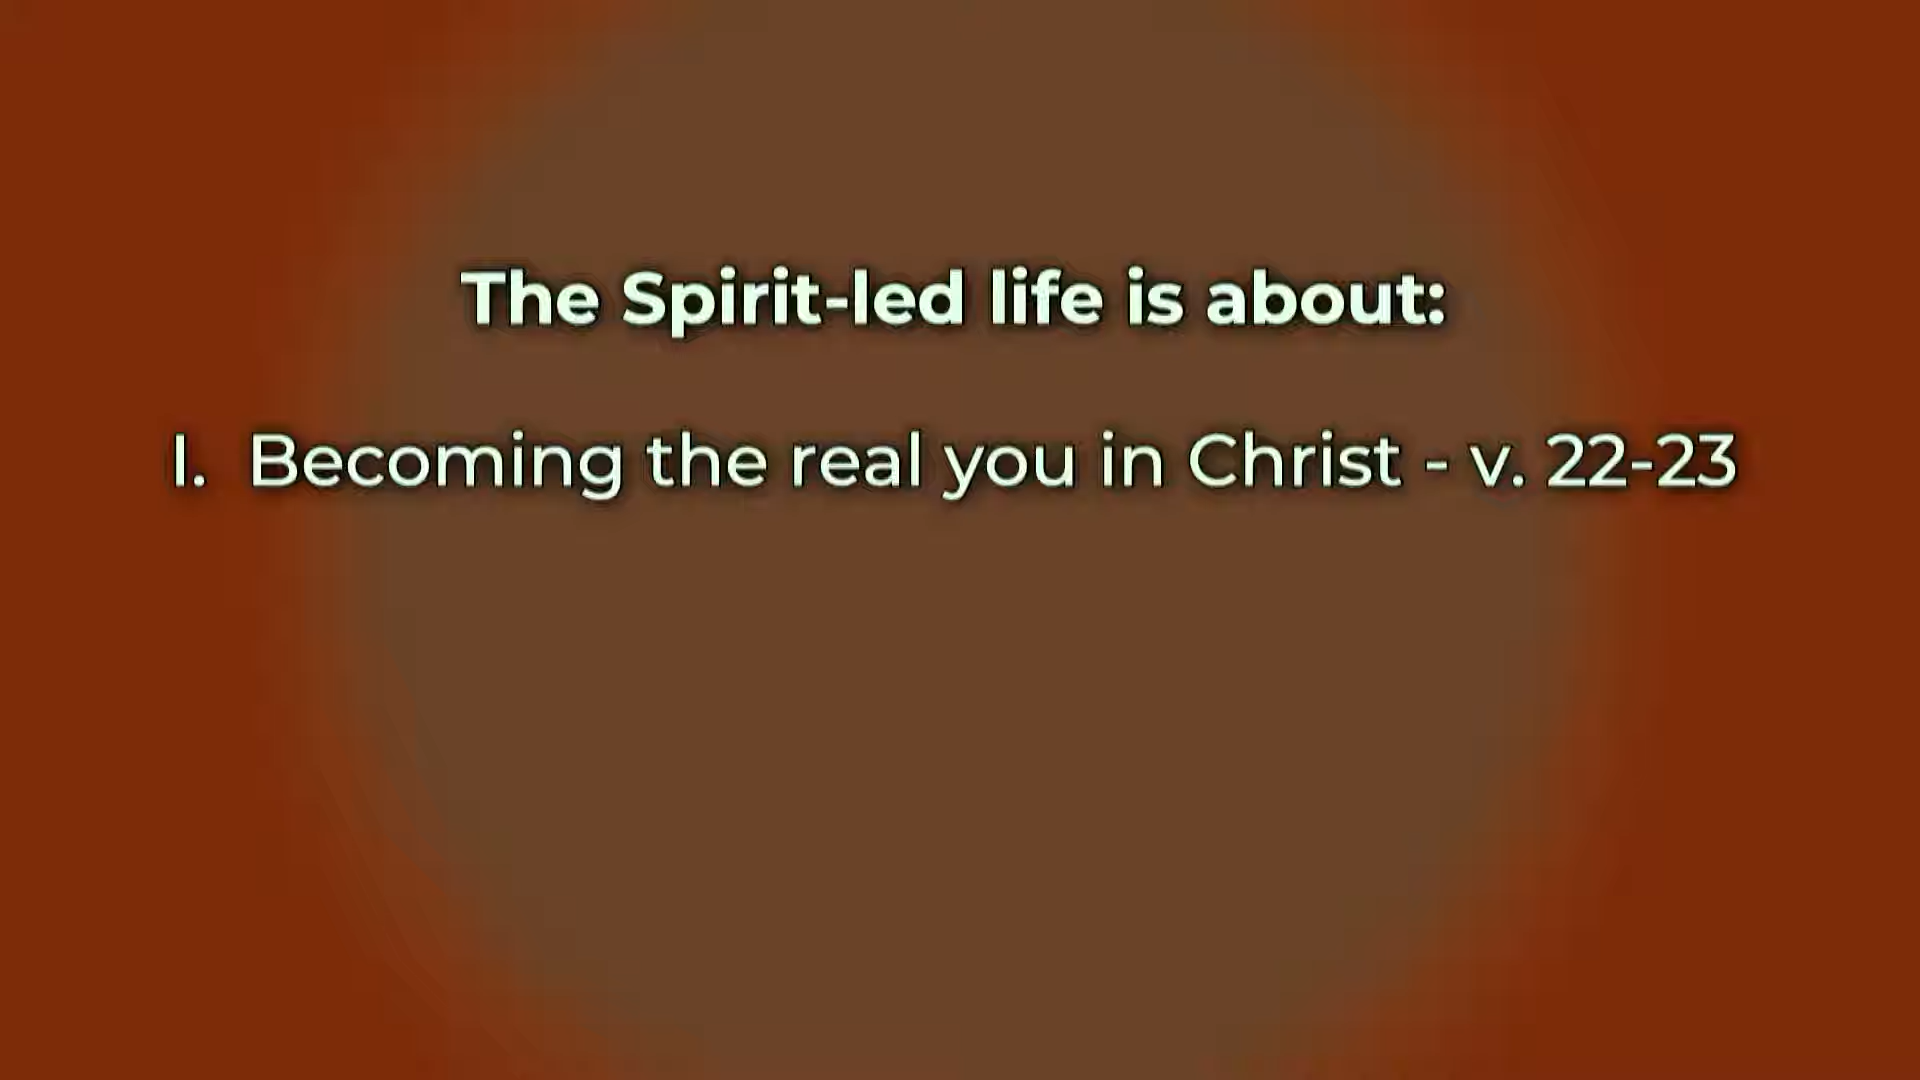 The Spirit-led life is about:
I. Becoming the real you in Christ - v. 22-23